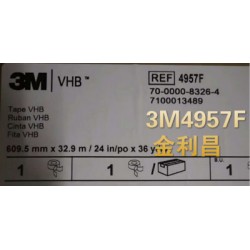 3M VHB™
REF 4957F
70-0000-8326-4
7100013489
Tape VHB
Ruban VHB
Cinta VHB
Fita VHB
3M4957F
金利昌
609.5 mm x 32.9 m / 24 in/po x 36 y
1 1 1